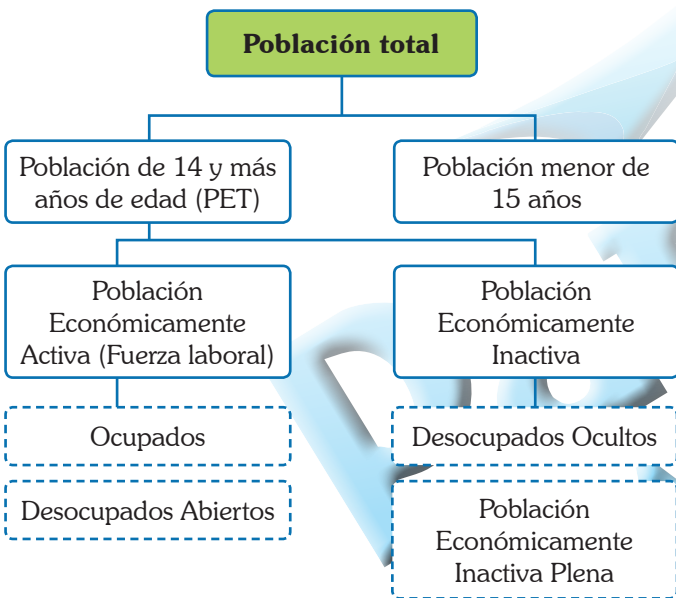 Población total
Población de 14 y más
años de edad (PET)
Población menor de
15 años
Población
Económicamente
Activa (Fuerza laboral)
Población
Económicamente
Inactiva
Ocupados
Desocupados Ocultos
Desocupados Abiertos
Población
Económicamente
Inactiva Plena